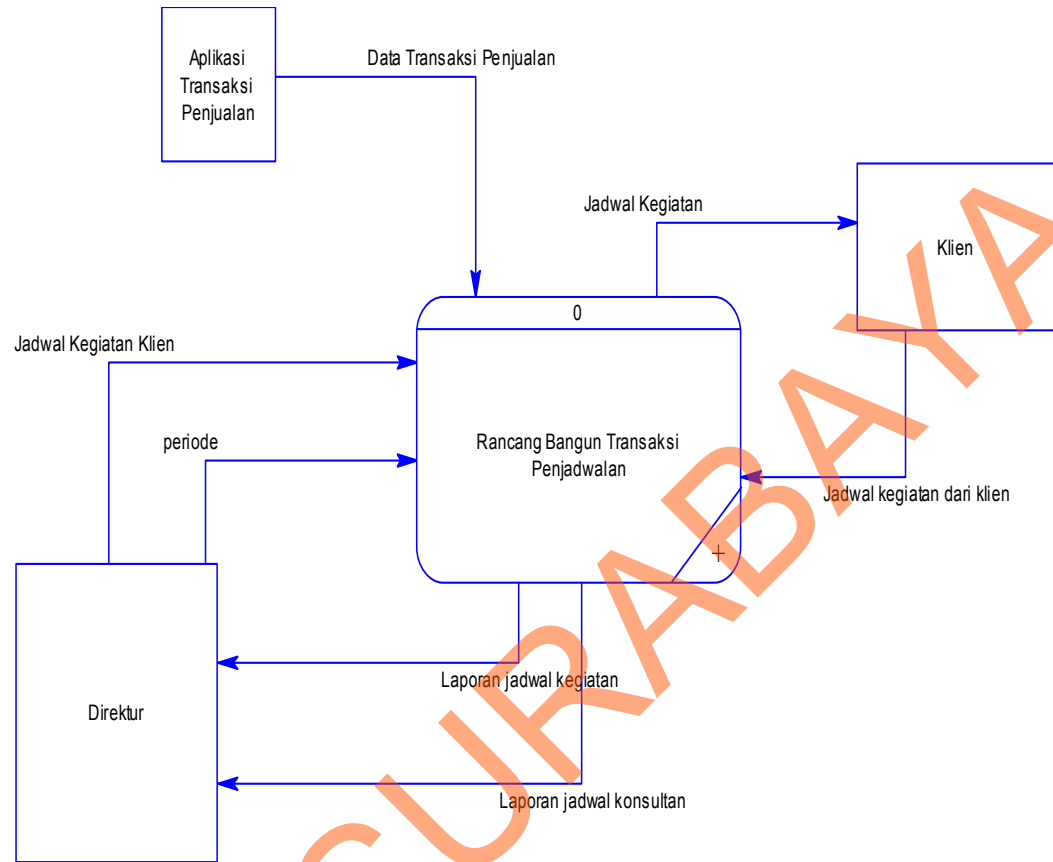 Aplikasi
Transaksi
Penjualan
Data Transaksi Penjualan
Jadwal Kegiatan
Klien
0
Jadwal Kegiatan Klien
periode
Rancang Bangun Transaksi
Penjadwalan
Jadwal kegiatan dari klien
Laporan jadwal kegiatan
Direktur
Laporan jadwal konsultan
SURABAYA